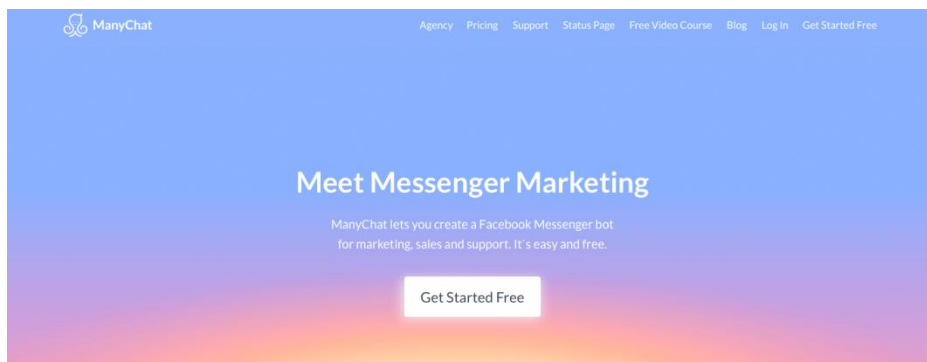 ManyChat
Agency Pricing Support Status Page Free Video Course Blog Log In Get Started Free
Meet Messenger Marketing
ManyChat lets you create a Facebook Messenger bot
for marketing, sales and support. It´s easy and free.
Get Started Free